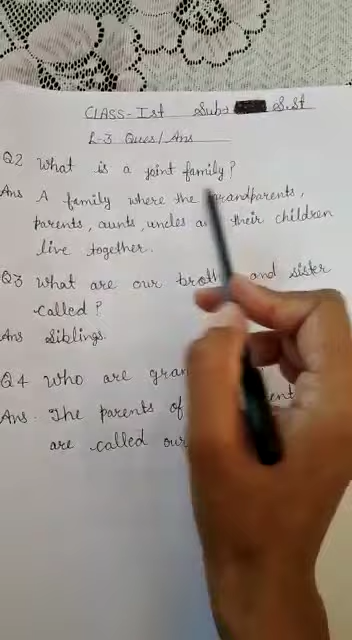 CLASS-Ist Sub:- S.St
L-3 Ques/Ans
Q2 What is a joint family?
Ans A family where the grandparents,
parents, aunts, uncles and their children
live together.
Q3 What are our brother and sister
called?
Ans Siblings.
Q4 Who are
Ans. The parents of
are called our